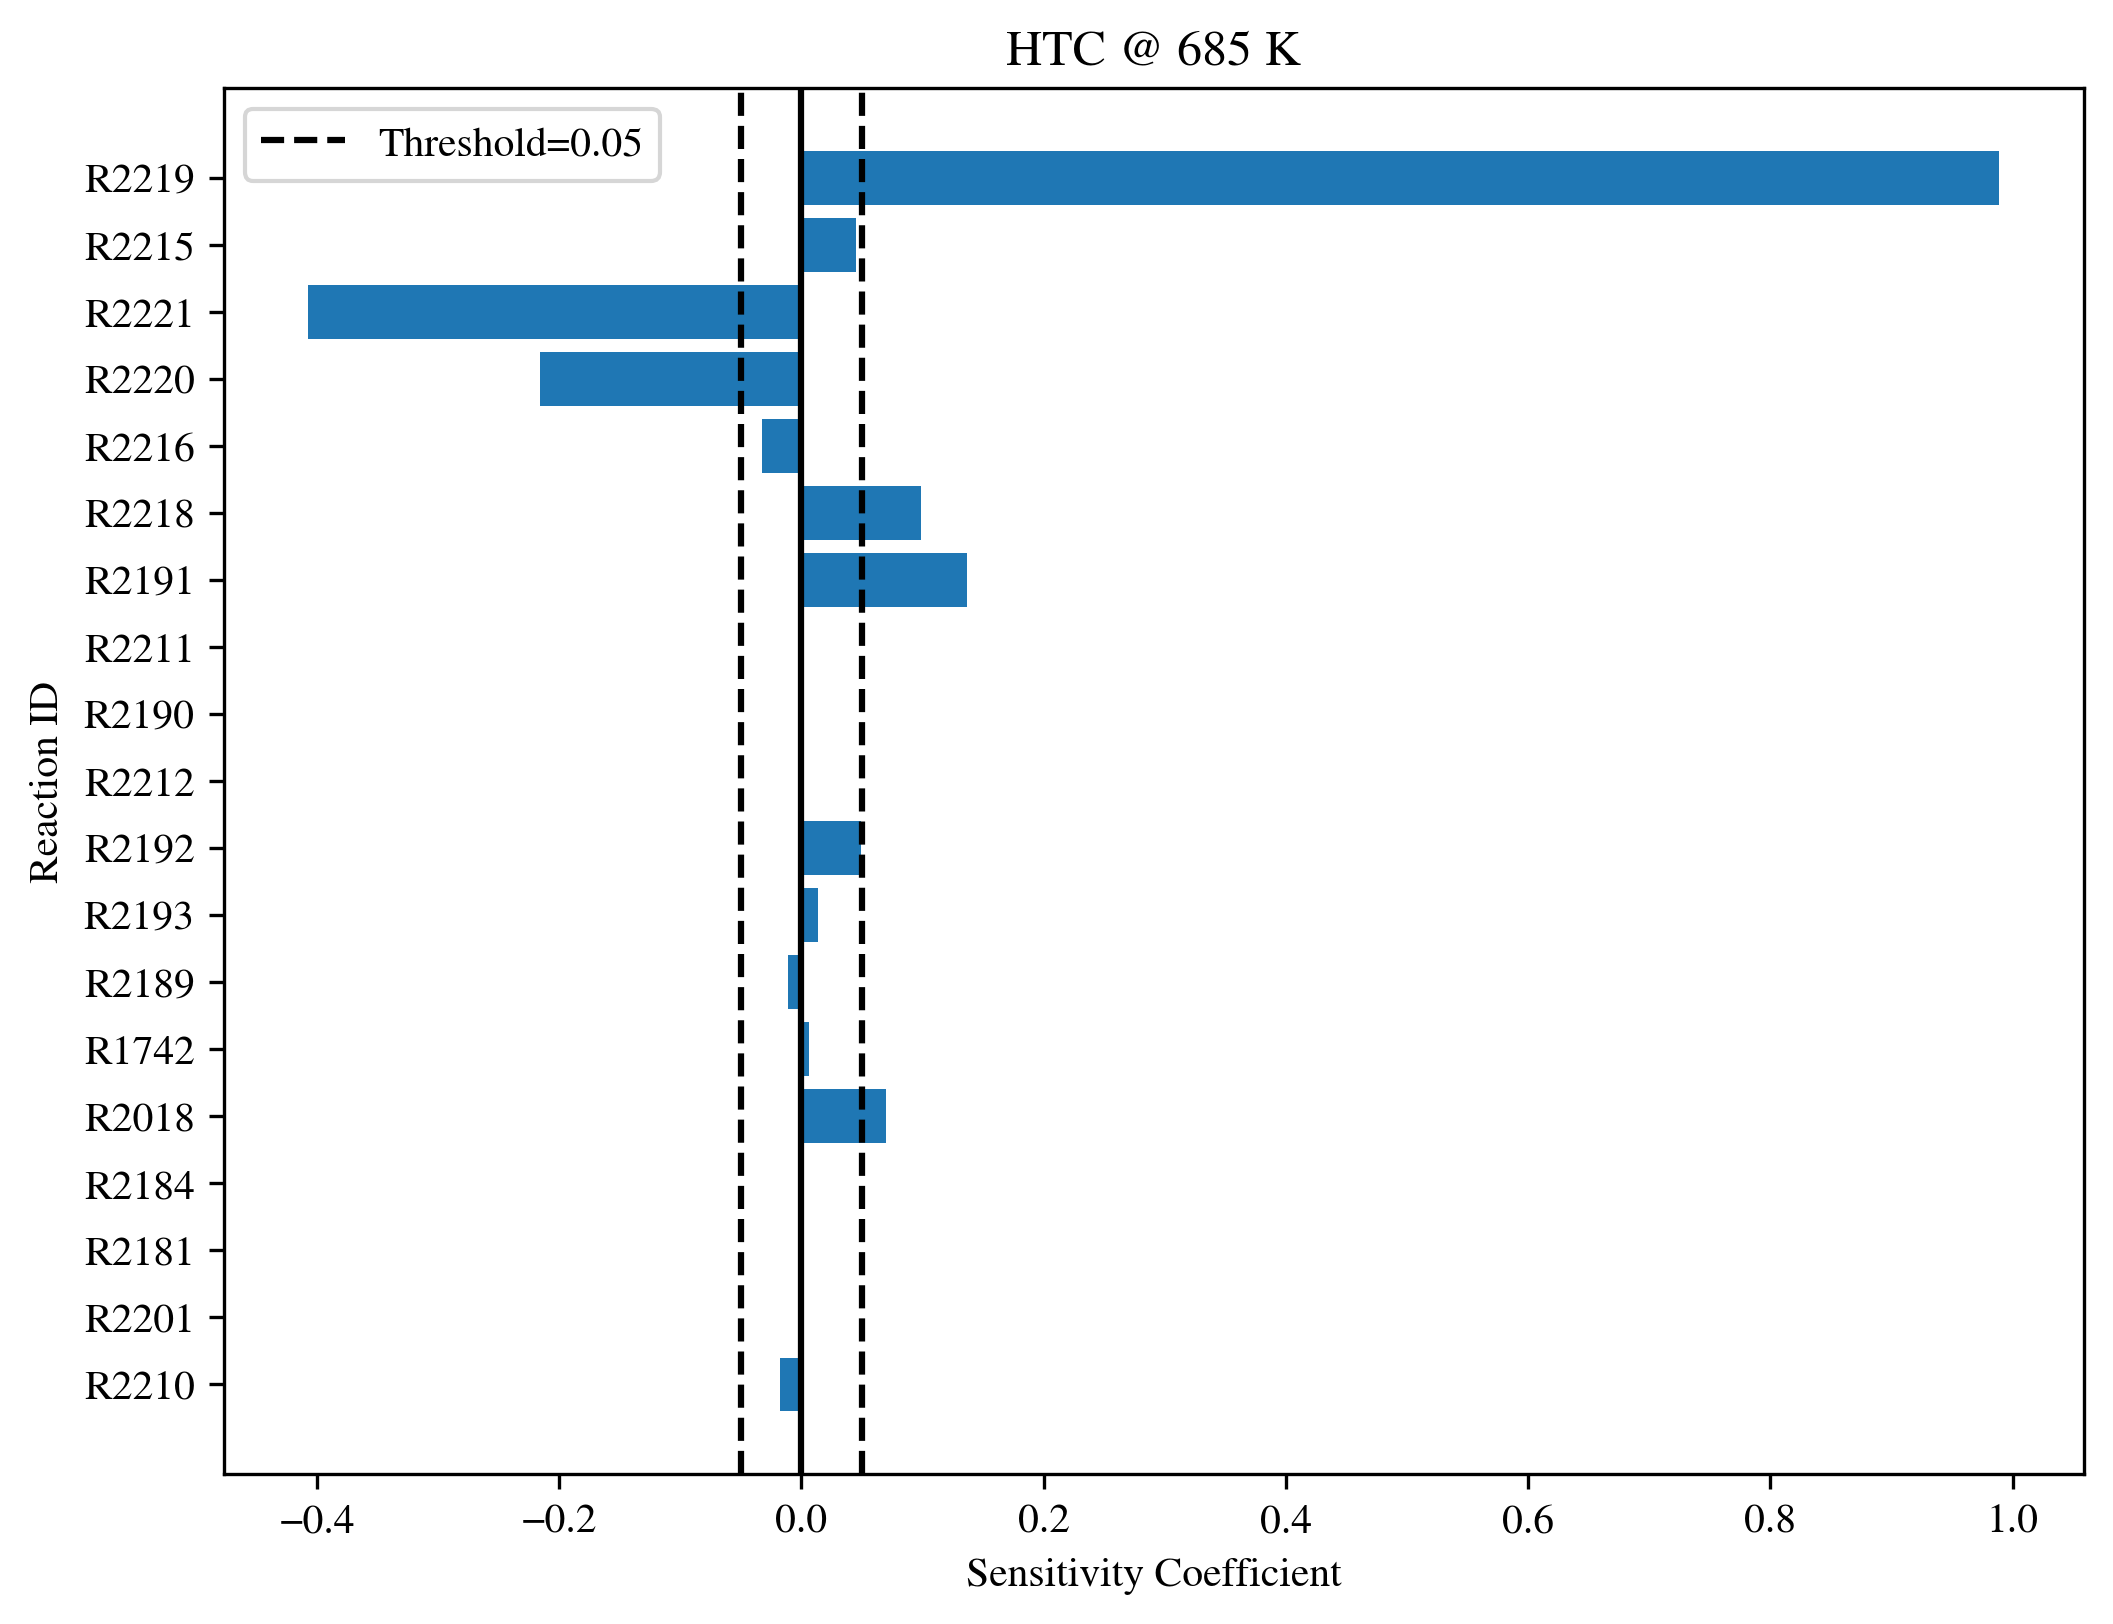 HTC @ 685 K
Threshold=0.05
Reaction ID
R2219
R2215
R2221
R2220
R2216
R2218
R2191
R2211
R2190
R2212
R2192
R2193
R2189
R1742
R2018
R2184
R2181
R2201
R2210
−0.4 −0.2 0.0 0.2 0.4 0.6 0.8 1.0
Sensitivity Coefficient